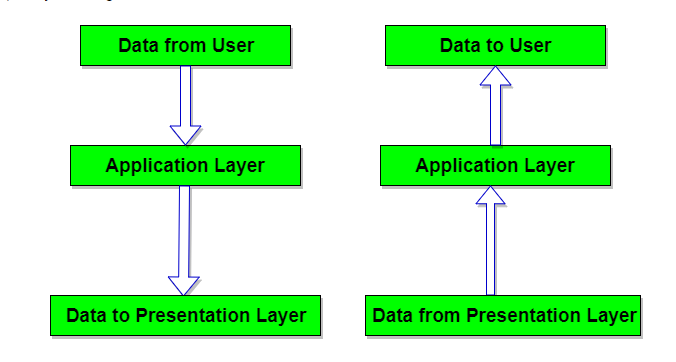 Data from User
Data to User
Application Layer
Application Layer
Data to Presentation Layer
Data from Presentation Layer